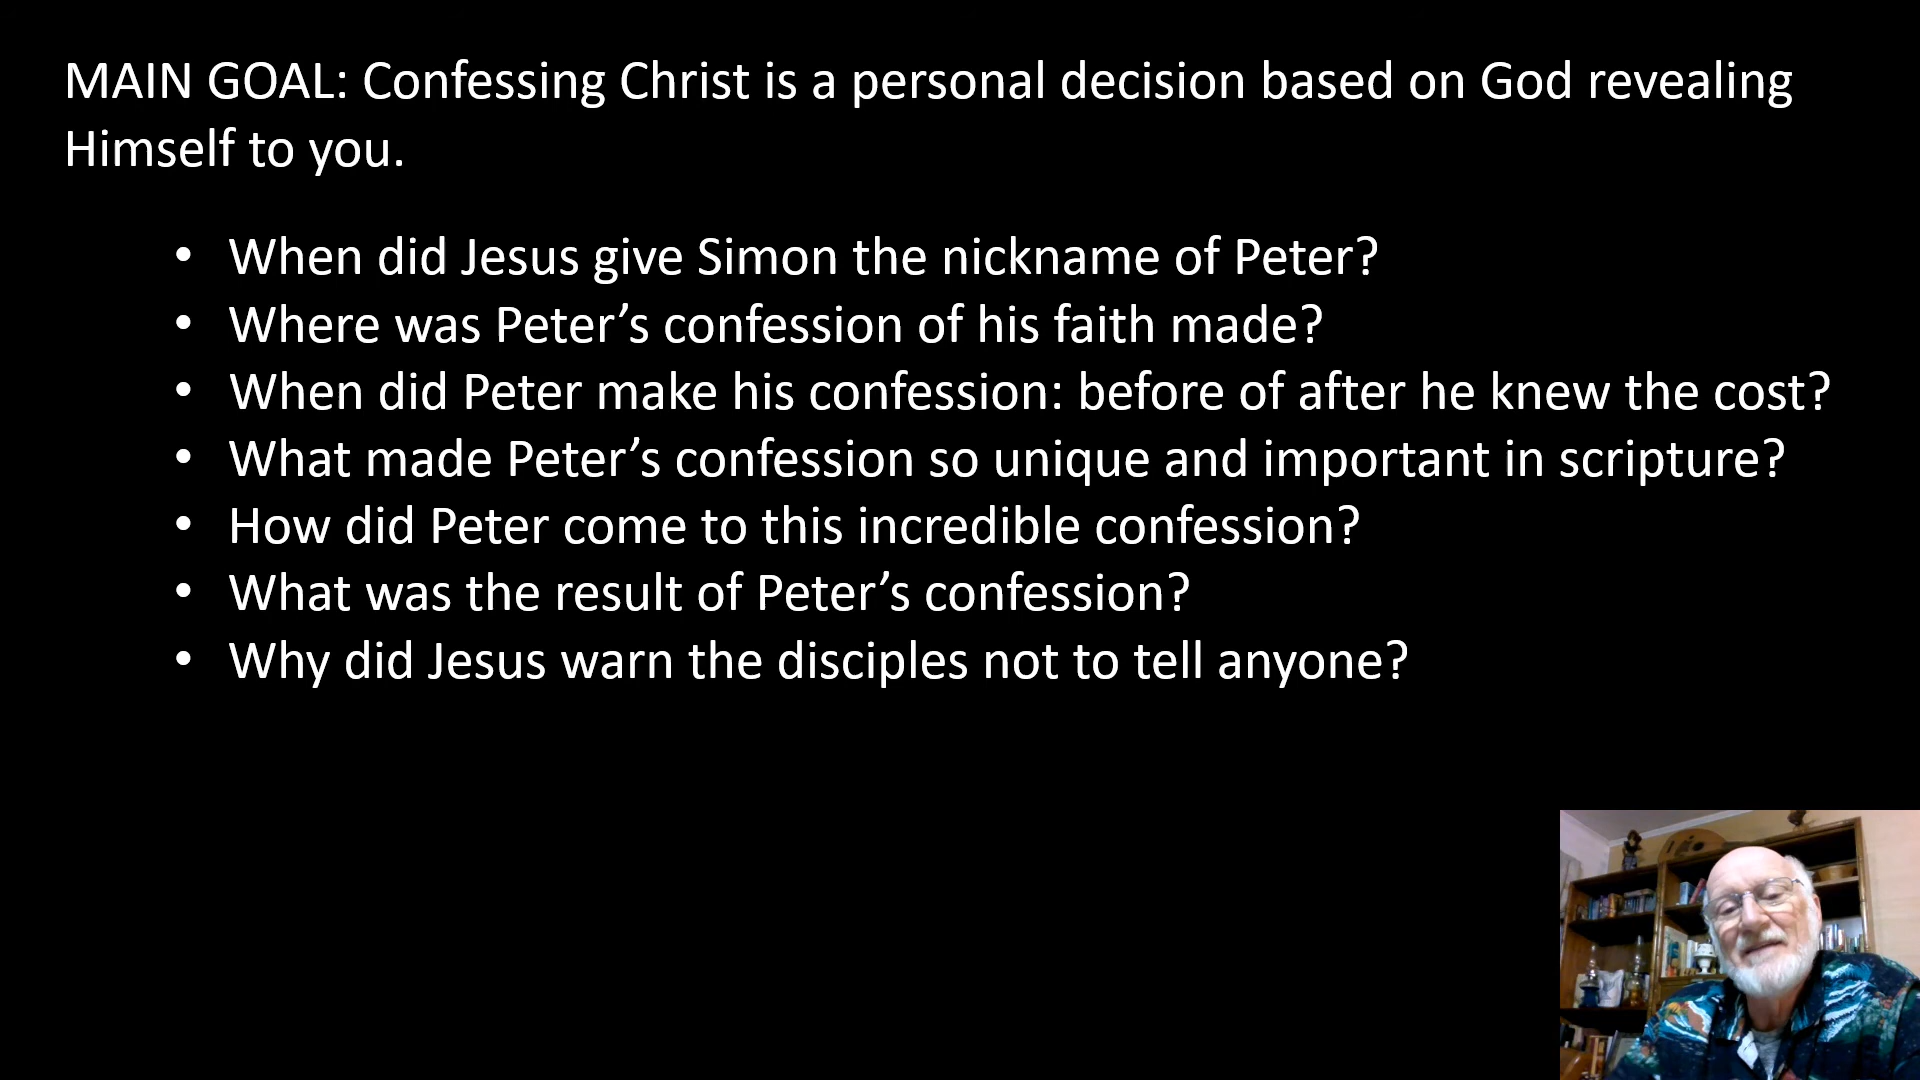 MAIN GOAL: Confessing Christ is a personal decision based on God revealing
Himself to you.
• When did Jesus give Simon the nickname of Peter?
• Where was Peter’s confession of his faith made?
• When did Peter make his confession: before of after he knew the cost?
• What made Peter’s confession so unique and important in scripture?
• How did Peter come to this incredible confession?
• What was the result of Peter’s confession?
• Why did Jesus warn the disciples not to tell anyone?